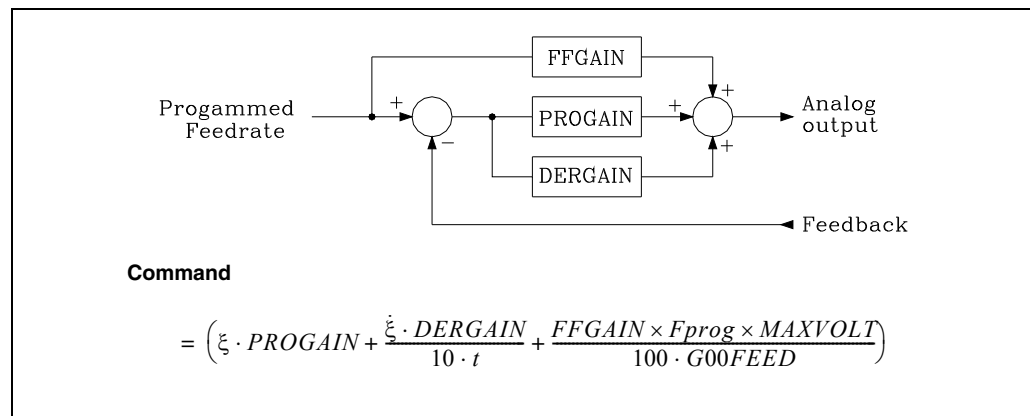 FFGAIN
+
Progammed
Feedrate
+
−
PROGAIN
+
Analog
output
+
DERGAIN
Feedback
Command
= (ξ · PROGAIN + ξ̇ · DERGAIN / 10 · t + FFGAIN × Fprog × MAXVOLT / 100 · G00FEED)